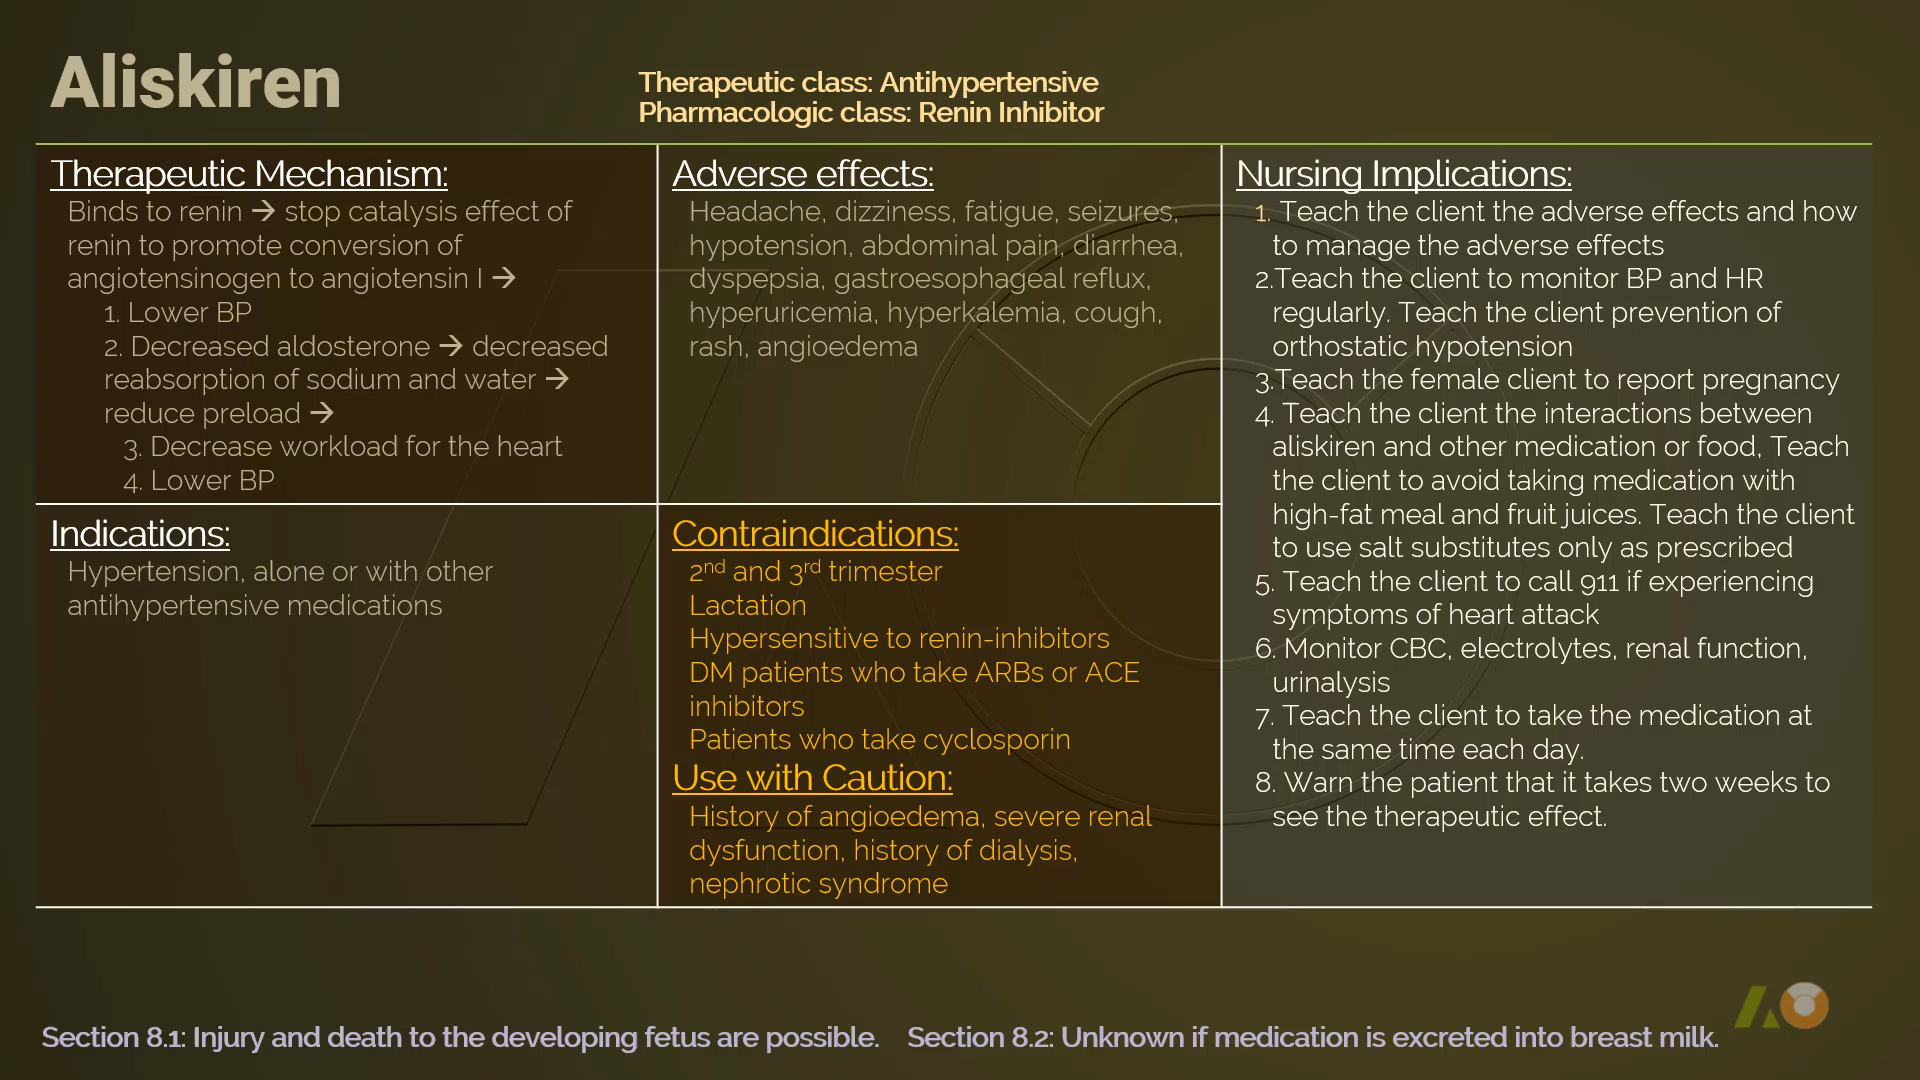 Aliskiren
Therapeutic class: Antihypertensive
Pharmacologic class: Renin Inhibitor
Therapeutic Mechanism:
Binds to renin → stop catalysis effect of
renin to promote conversion of
angiotensinogen to angiotensin I →
1. Lower BP
2. Decreased aldosterone → decreased
reabsorption of sodium and water →
reduce preload →
3. Decrease workload for the heart
4. Lower BP
Indications:
Hypertension, alone or with other
antihypertensive medications
Adverse effects:
Headache, dizziness, fatigue, seizures,
hypotension, abdominal pain, diarrhea,
dyspepsia, gastroesophageal reflux,
hyperuricemia, hyperkalemia, cough,
rash, angioedema
Contraindications:
2nd and 3rd trimester
Lactation
Hypersensitive to renin-inhibitors
DM patients who take ARBs or ACE
inhibitors
Patients who take cyclosporin
Use with Caution:
History of angioedema, severe renal
dysfunction, history of dialysis,
nephrotic syndrome
Nursing Implications:
1. Teach the client the adverse effects and how
to manage the adverse effects
2.Teach the client to monitor BP and HR
regularly. Teach the client prevention of
orthostatic hypotension
3.Teach the female client to report pregnancy
4. Teach the client the interactions between
aliskiren and other medication or food, Teach
the client to avoid taking medication with
high-fat meal and fruit juices. Teach the client
to use salt substitutes only as prescribed
5. Teach the client to call 911 if experiencing
symptoms of heart attack
6. Monitor CBC, electrolytes, renal function,
urinalysis
7. Teach the client to take the medication at
the same time each day.
8. Warn the patient that it takes two weeks to
see the therapeutic effect.
Section 8.1: Injury and death to the developing fetus are possible. Section 8.2: Unknown if medication is excreted into breast milk.